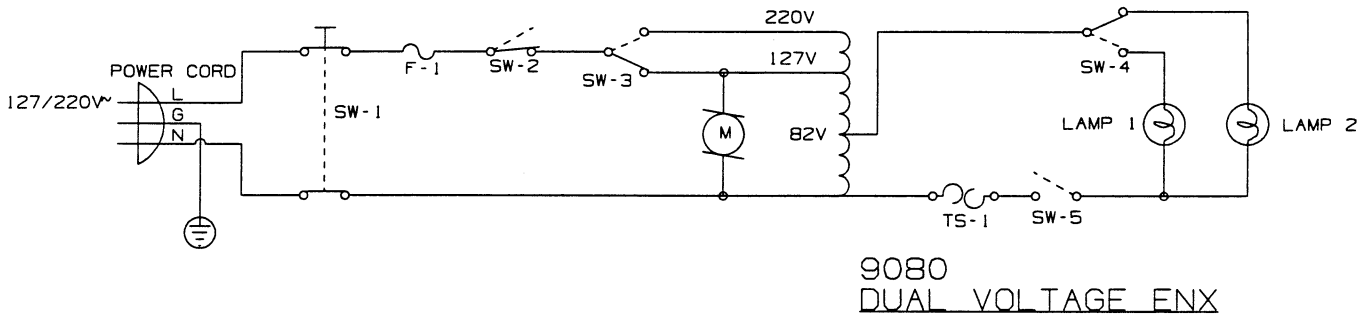 220V
127V
POWER CORD
F-1
SW-2
SW-3
SW-4
127/220V~
L
G
N
SW-1
M
82V
LAMP 1
LAMP 2
TS-1
SW-5
9080
DUAL VOLTAGE ENX